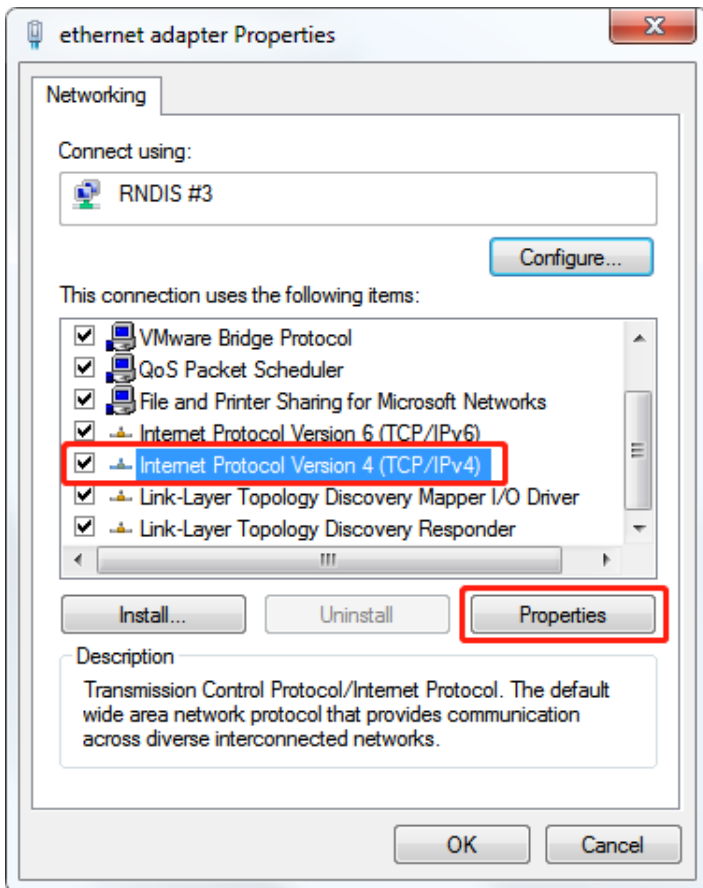 ethernet adapter Properties
Networking
Connect using:
RNDIS #3
Configure...
This connection uses the following items:
VMware Bridge Protocol
QoS Packet Scheduler
File and Printer Sharing for Microsoft Networks
Internet Protocol Version 6 (TCP/IPv6)
Internet Protocol Version 4 (TCP/IPv4)
Link-Layer Topology Discovery Mapper I/O Driver
Link-Layer Topology Discovery Responder
Install... Uninstall Properties
Description
Transmission Control Protocol/Internet Protocol. The default
wide area network protocol that provides communication
across diverse interconnected networks.
OK Cancel